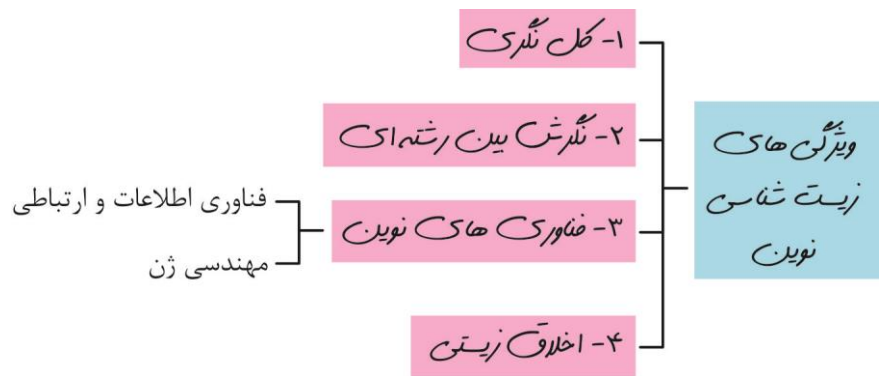 ویژگی های
زیست شناسی
نوین
۱- کل نگری
۲- نگرش بین رشته ای
۳- فناوری های نوین
فناوری اطلاعات و ارتباطی
مهندسی ژن
۴- اخلاق زیستی